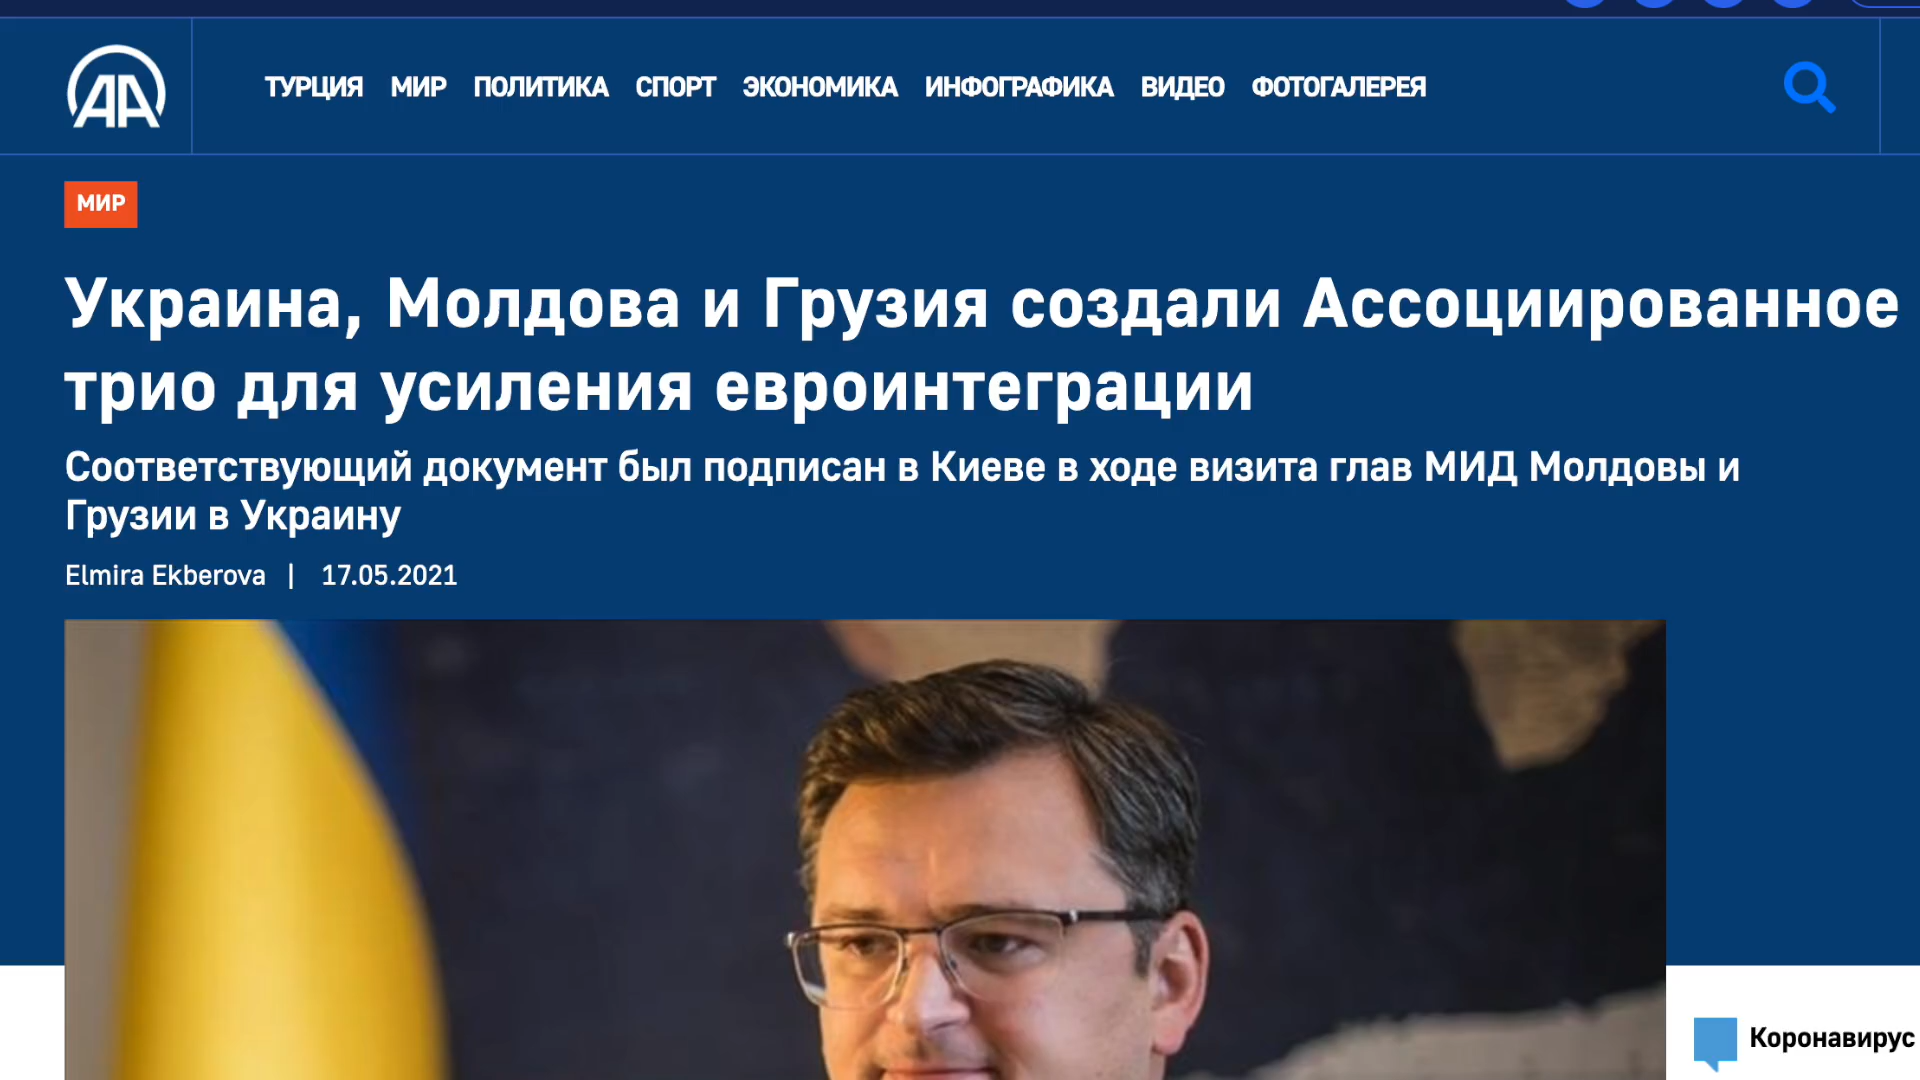 AA
ТУРЦИЯ МИР ПОЛИТИКА СПОРТ ЭКОНОМИКА ИНФОГРАФИКА ВИДЕО ФОТОГАЛЕРЕЯ
МИР
Украина, Молдова и Грузия создали Ассоциированное
трио для усиления евроинтеграции
Соответствующий документ был подписан в Киеве в ходе визита глав МИД Молдовы и
Грузии в Украину
Elmira Ekberova | 17.05.2021
Коронавирус